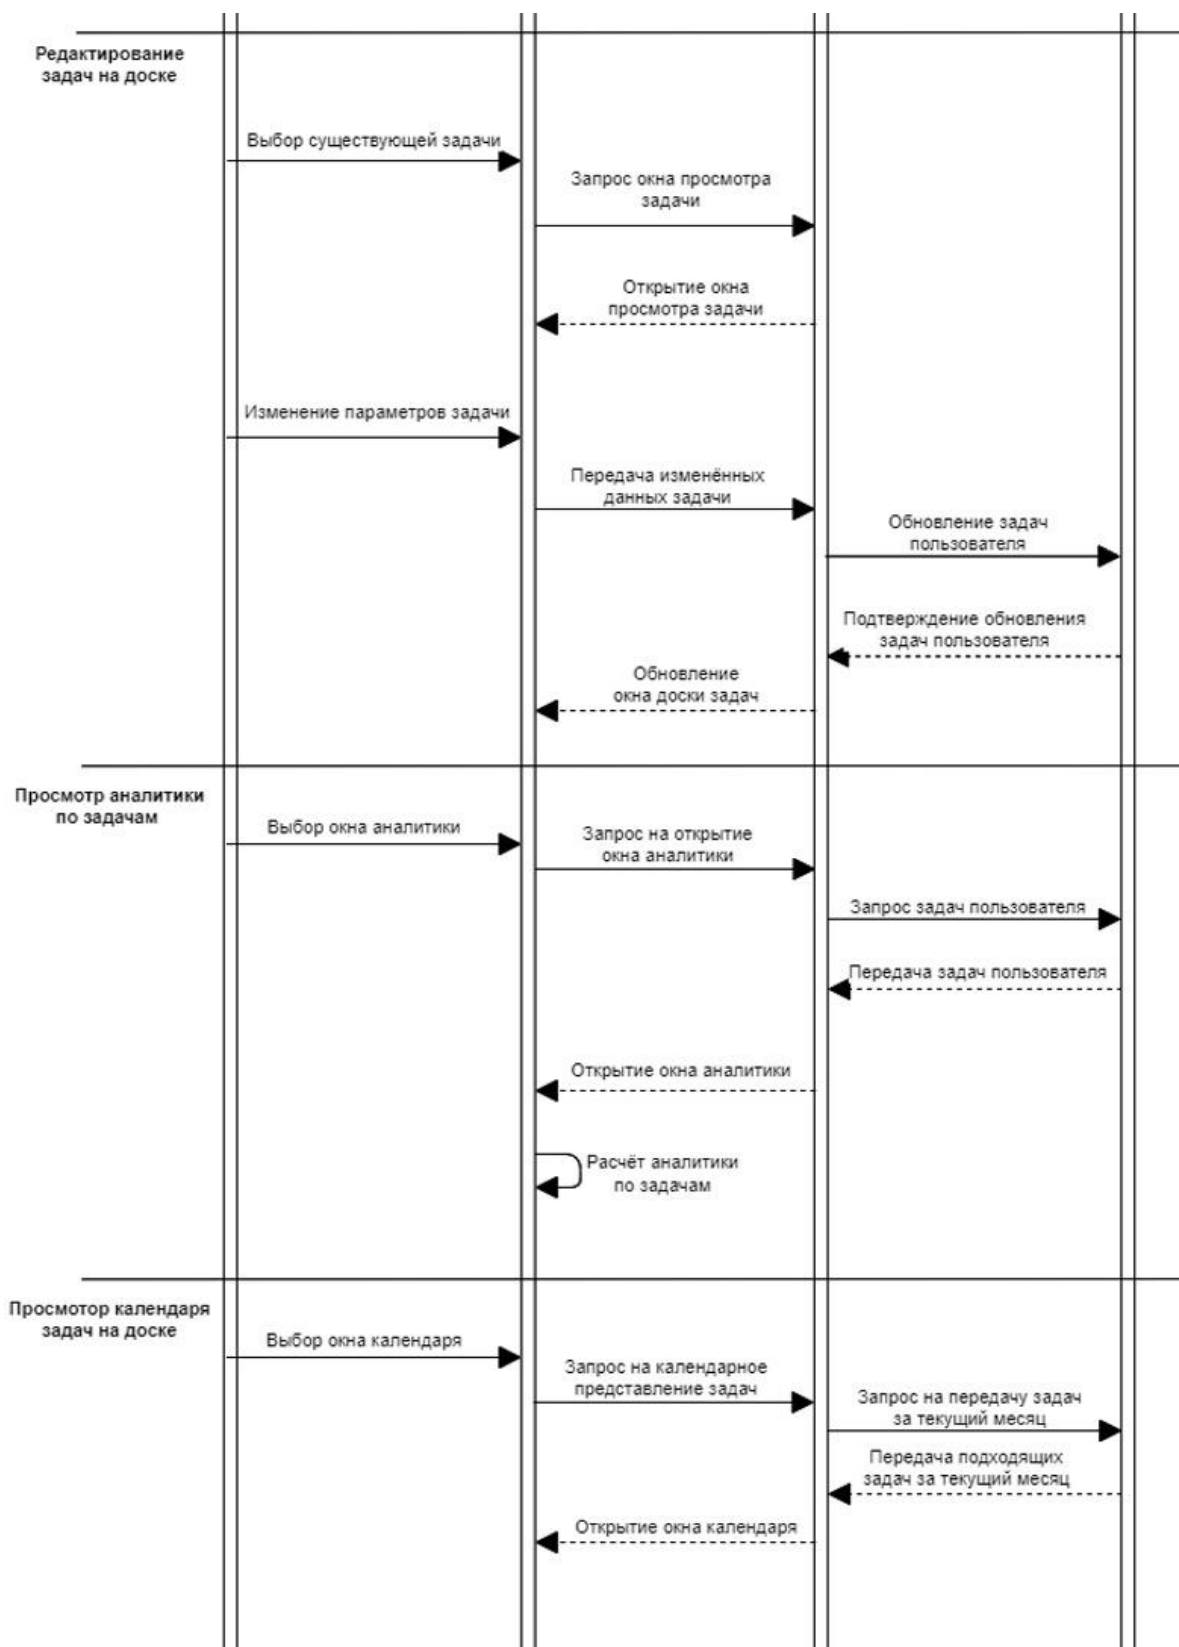 Редактирование
задач на доске
Выбор существующей задачи
Запрос окна просмотра
задачи
Открытие окна
просмотра задачи
Изменение параметров задачи
Передача изменённых
данных задачи
Обновление задач
пользователя
Подтверждение обновления
задач пользователя
Обновление
окна доски задач
Просмотр аналитики
по задачам
Выбор окна аналитики
Запрос на открытие
окна аналитики
Запрос задач пользователя
Передача задач пользователя
Открытие окна аналитики
Расчёт аналитики
по задачам
Просмотор календаря
задач на доске
Выбор окна календаря
Запрос на календарное
представление задач
Запрос на передачу задач
за текущий месяц
Передача подходящих
задач за текущий месяц
Открытие окна календаря